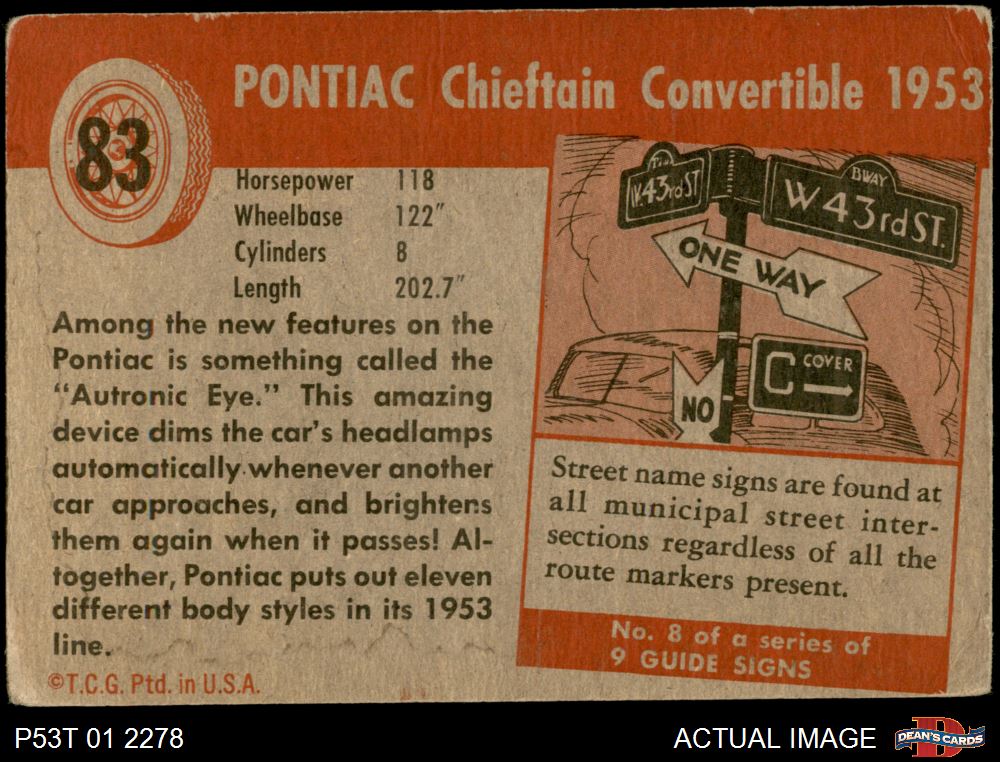 83
PONTIAC Chieftain Convertible 1953
Horsepower 118
Wheelbase 122"
Cylinders 8
Length 202.7"
Among the new features on the
Pontiac is something called the
"Autronic Eye." This amazing
device dims the car's headlamps
automatically whenever another
car approaches, and brightens
them again when it passes! Al-
together, Pontiac puts out eleven
different body styles in its 1953
line.
©T.C.G. Ptd. in U.S.A.
W.43rd ST
BWAY
W43rd ST.
ONE WAY
C COVER
NO
Street name signs are found at
all municipal street inter-
sections regardless of all the
route markers present.
No. 8 of a series of
9 GUIDE SIGNS
P53T 01 2278
ACTUAL IMAGE
DEAN'S CARDS